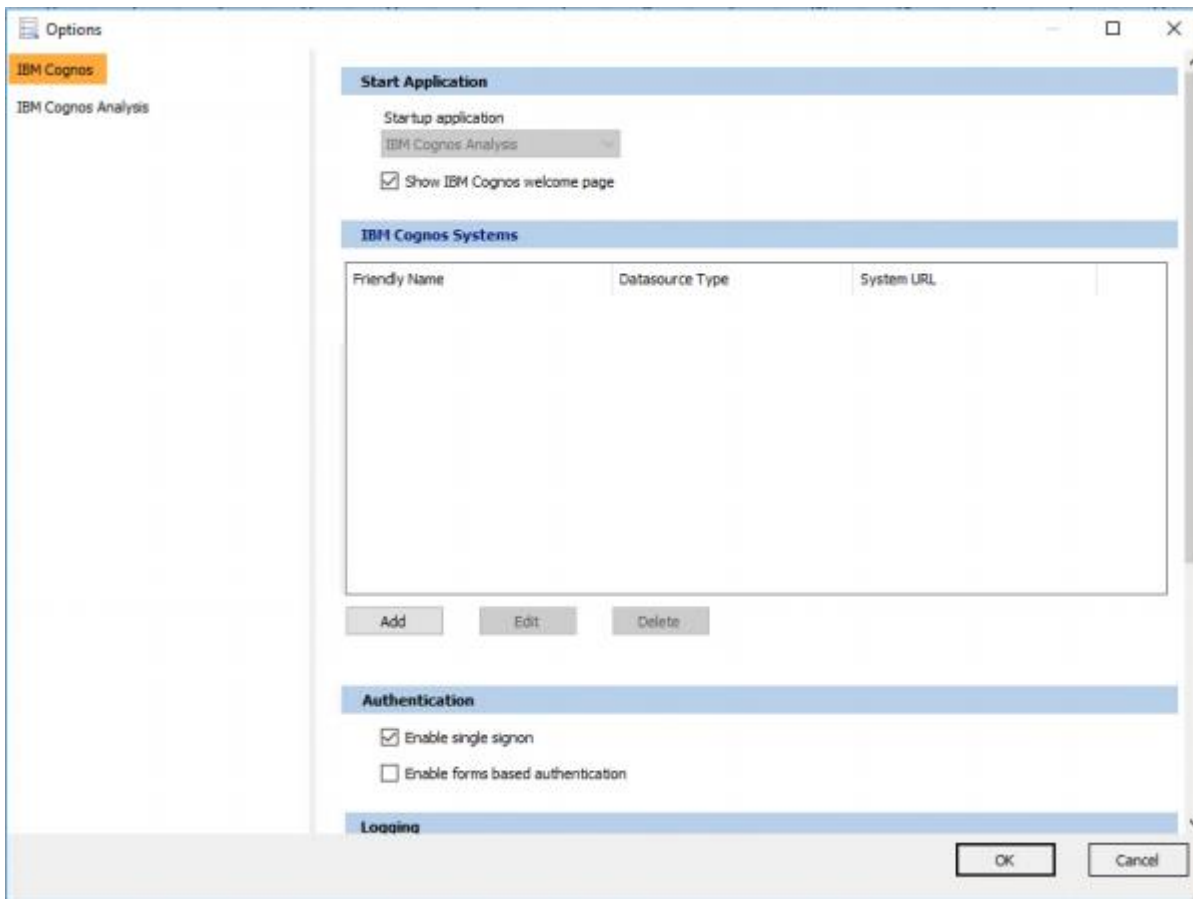 Options
IBM Cognos
IBM Cognos Analysis
Start Application
Startup application
IBM Cognos Analysis
Show IBM Cognos welcome page
IBM Cognos Systems
Friendly Name Datasource Type System URL
Add Edit Delete
Authentication
Enable single signon
Enable forms based authentication
Logging
OK Cancel